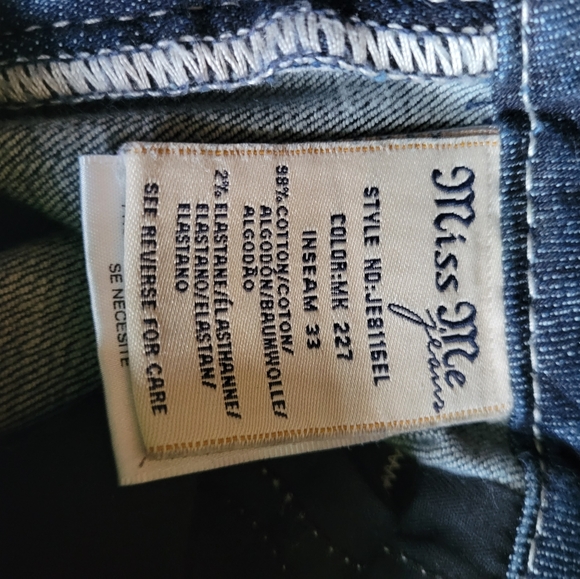 Miss Me
Jeans
STYLE NO:JE8115EL
COLOR:MK 227
INSEAM 33
98%COTTON/COTON/
ALGODÓN/BAUMWOLLE/
ALGODÃO
2% ELASTANE/ÉLASTHANNE/
ELASTANO/ELASTAN/
ELASTANO
SEE REVERSE FOR CARE
SE NECESITE